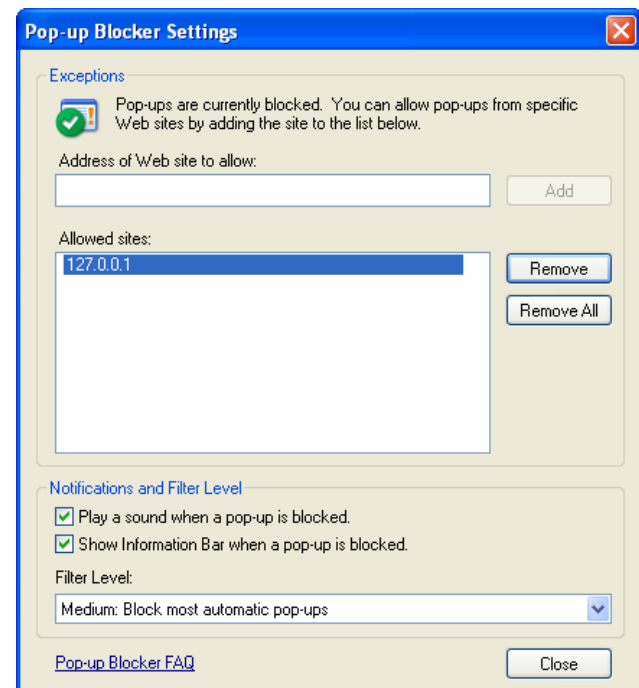 Pop-up Blocker Settings
Exceptions
Pop-ups are currently blocked. You can allow pop-ups from specific
Web sites by adding the site to the list below.
Address of Web site to allow:
Add
Allowed sites:
127.0.0.1
Remove
Remove All
Notifications and Filter Level
Play a sound when a pop-up is blocked.
Show Information Bar when a pop-up is blocked.
Filter Level:
Medium: Block most automatic pop-ups
Pop-up Blocker FAQ
Close